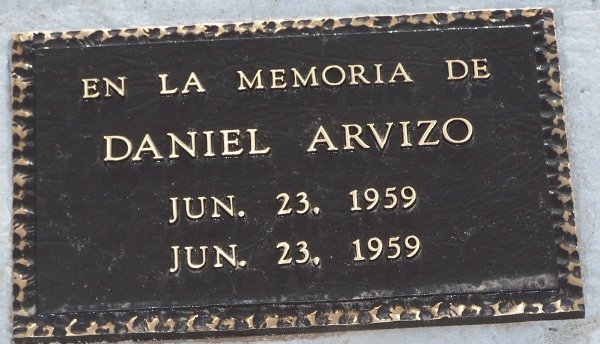 EN LA MEMORIA DE
DANIEL ARVIZO
JUN. 23, 1959
JUN. 23, 1959